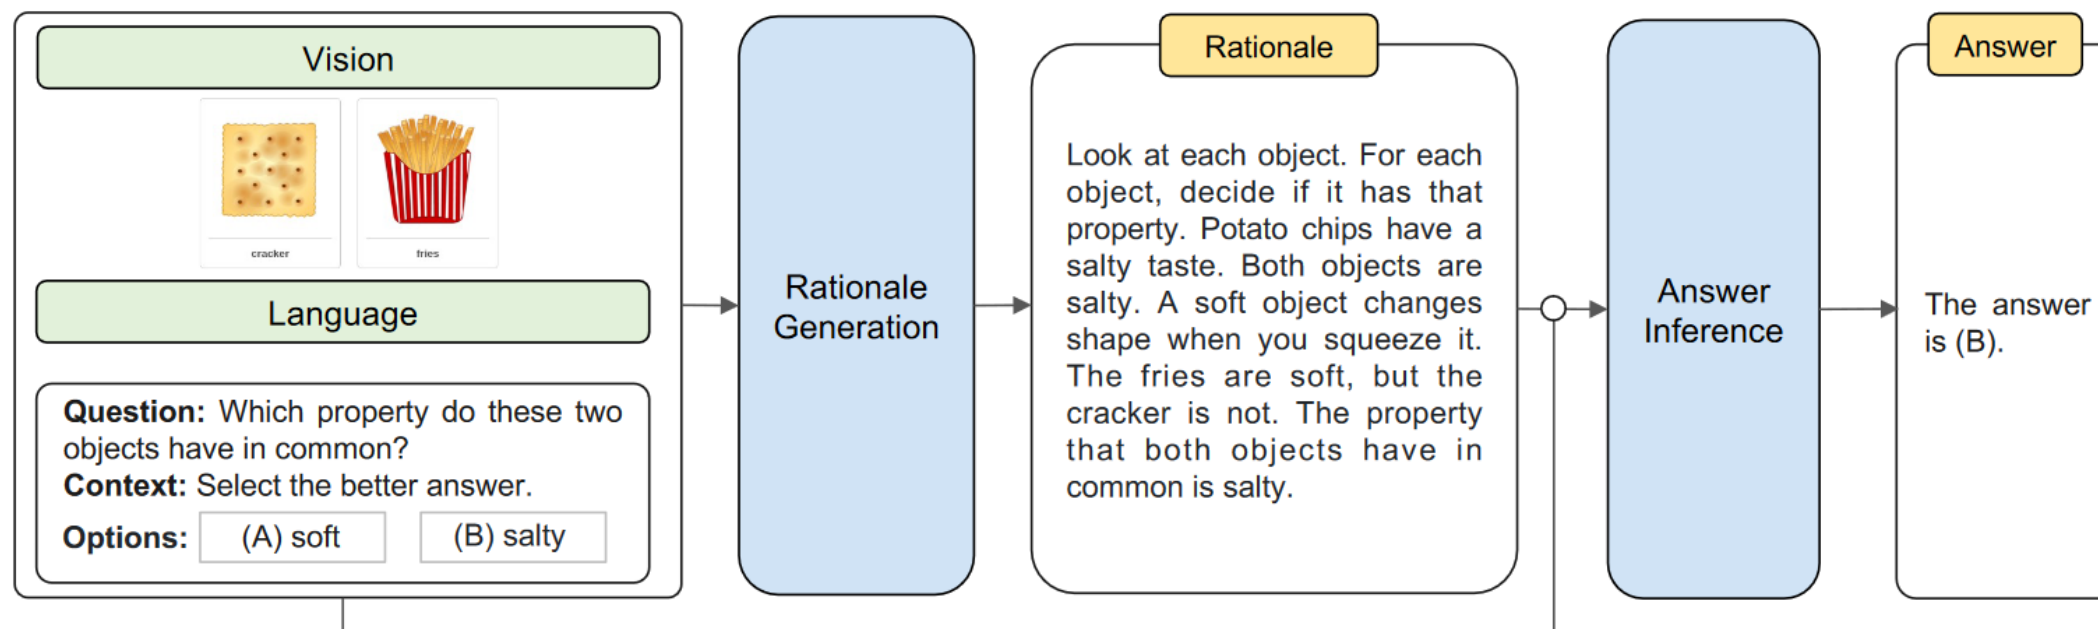 Vision
cracker
fries
Language
Question: Which property do these two
objects have in common?
Context: Select the better answer.
Options:
(A) soft
(B) salty
Rationale
Generation
Rationale
Look at each object. For each
object, decide if it has that
property. Potato chips have a
salty taste. Both objects are
salty. A soft object changes
shape when you squeeze it.
The fries are soft, but the
cracker is not. The property
that both objects have in
common is salty.
Answer
Inference
Answer
The answer
is (B).